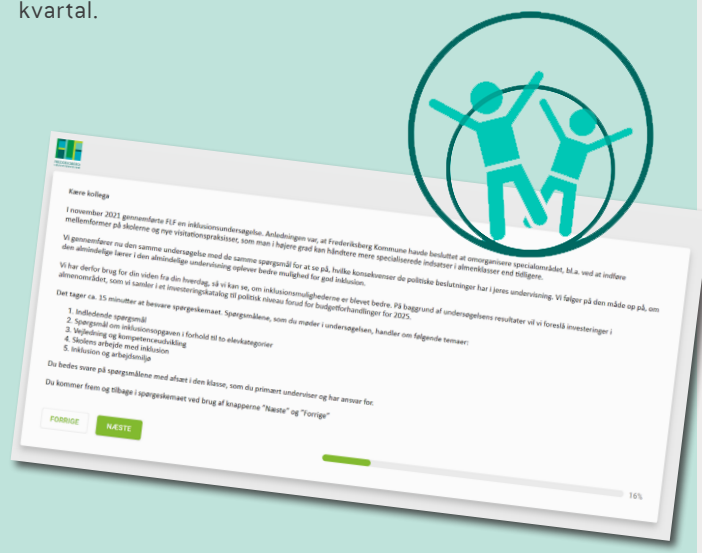 kvartal.
Kære kollega
I november 2021 gennemførte FLF en inklusionsundersøgelse. Anledningen var, at Frederiksberg Kommune havde besluttet at omorganisere specialområdet, bl.a. ved at indføre
mellemformer på skolerne og nye visitationspraksisser, som man i højere grad kan håndtere mere specialiserede indsatser i almenklasser end tidligere.
Vi gennemfører nu den samme undersøgelse med de samme spørgsmål for at se på, hvilke konsekvenser de politiske beslutninger har i jeres undervisning. Vi følger på den måde op på, om
den almindelige lærer i den almindelige undervisning oplever bedre mulighed for god inklusion.
Vi har derfor brug for din viden fra din hverdag, så vi kan se, om inklusionsmulighederne er blevet bedre. På baggrund af undersøgelsens resultater vil vi foreslå investeringer i
almenområdet, som vi samler i et investeringskatalog til politisk niveau forud for budgetforhandlinger for 2025.
Det tager ca. 15 minutter at besvare spørgeskemaet. Spørgsmålene, som du møder i undersøgelsen, handler om følgende temaer:
1. Indledende spørgsmål
2. Spørgsmål om inklusionsopgaven i forhold til to elevkategorier
3. Vejledning og kompetenceudvikling
4. Skolens arbejde med inklusion
5. Inklusion og arbejdsmiljø
Du bedes svare på spørgsmålene med afsæt i den klasse, som du primært underviser og har ansvar for.
Du kommer frem og tilbage i spørgeskemaet ved brug af knapperne "Næste" og "Forrige"
FORRIGE NÆSTE
16%